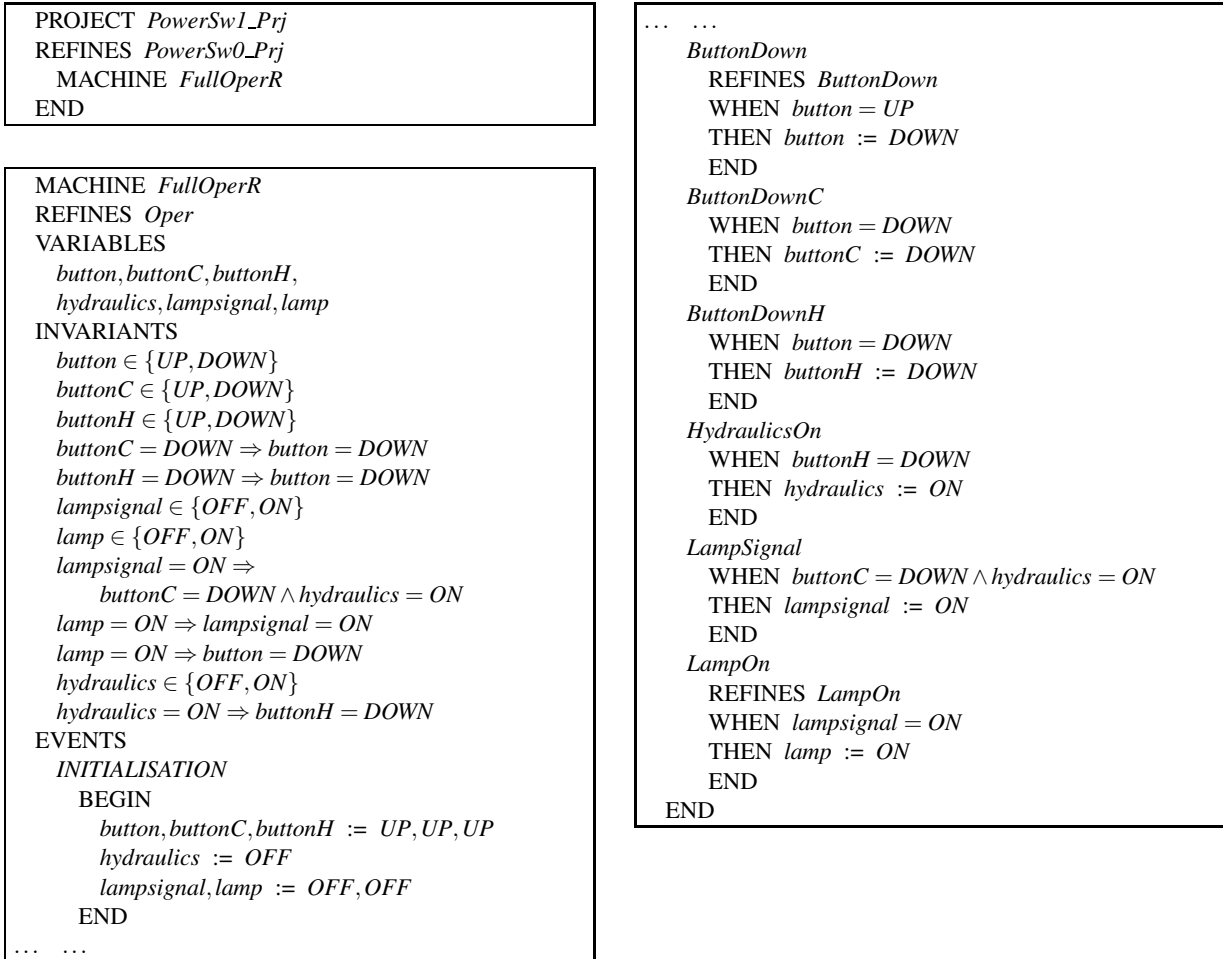 PROJECT PowerSw1_Prj
REFINES PowerSw0_Prj
MACHINE FullOperR
END
MACHINE FullOperR
REFINES Oper
VARIABLES
button,buttonC,buttonH,
hydraulics,lampsignal,lamp
INVARIANTS
button ∈ {UP,DOWN}
buttonC ∈ {UP,DOWN}
buttonH ∈ {UP,DOWN}
buttonC = DOWN ⇒ button = DOWN
buttonH = DOWN ⇒ button = DOWN
lampsignal ∈ {OFF,ON}
lamp ∈ {OFF,ON}
lampsignal = ON ⇒
buttonC = DOWN ∧ hydraulics = ON
lamp = ON ⇒ lampsignal = ON
lamp = ON ⇒ button = DOWN
hydraulics ∈ {OFF,ON}
hydraulics = ON ⇒ buttonH = DOWN
EVENTS
INITIALISATION
BEGIN
button,buttonC,buttonH := UP,UP,UP
hydraulics := OFF
lampsignal,lamp := OFF,OFF
END
... ...
... ...
ButtonDown
REFINES ButtonDown
WHEN button = UP
THEN button := DOWN
END
ButtonDownC
WHEN button = DOWN
THEN buttonC := DOWN
END
ButtonDownH
WHEN button = DOWN
THEN buttonH := DOWN
END
HydraulicsOn
WHEN buttonH = DOWN
THEN hydraulics := ON
END
LampSignal
WHEN buttonC = DOWN ∧ hydraulics = ON
THEN lampsignal := ON
END
LampOn
REFINES LampOn
WHEN lampsignal = ON
THEN lamp := ON
END
END